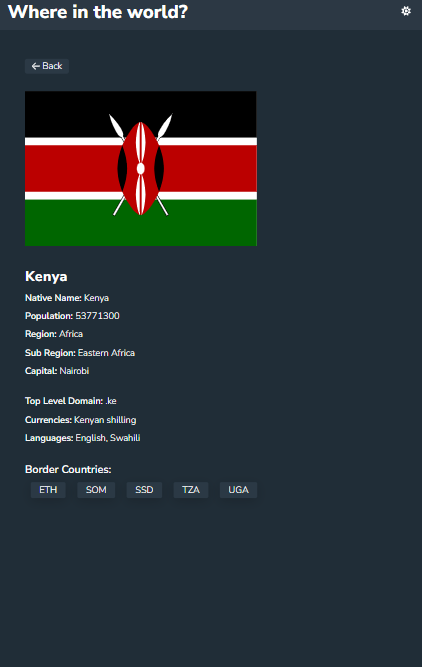 Where in the world?
Back
Kenya
Native Name: Kenya
Population: 53771300
Region: Africa
Sub Region: Eastern Africa
Capital: Nairobi
Top Level Domain: .ke
Currencies: Kenyan shilling
Languages: English, Swahili
Border Countries:
ETH SOM SSD TZA UGA